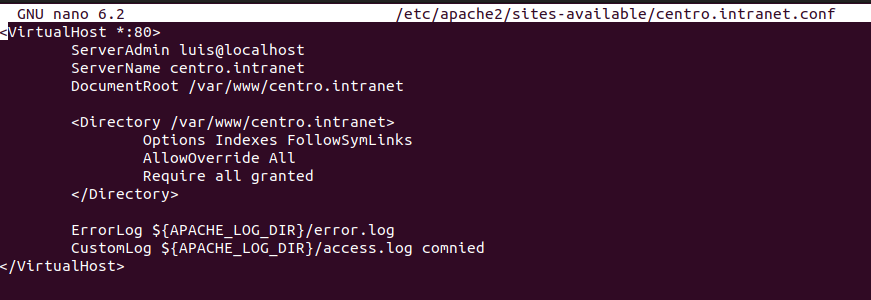 GNU nano 6.2 /etc/apache2/sites-available/centro.intranet.conf
<VirtualHost *:80>
ServerAdmin luis@localhost
ServerName centro.intranet
DocumentRoot /var/www/centro.intranet
<Directory /var/www/centro.intranet>
Options Indexes FollowSymLinks
AllowOverride All
Require all granted
</Directory>
ErrorLog ${APACHE_LOG_DIR}/error.log
CustomLog ${APACHE_LOG_DIR}/access.log comnied
</VirtualHost>